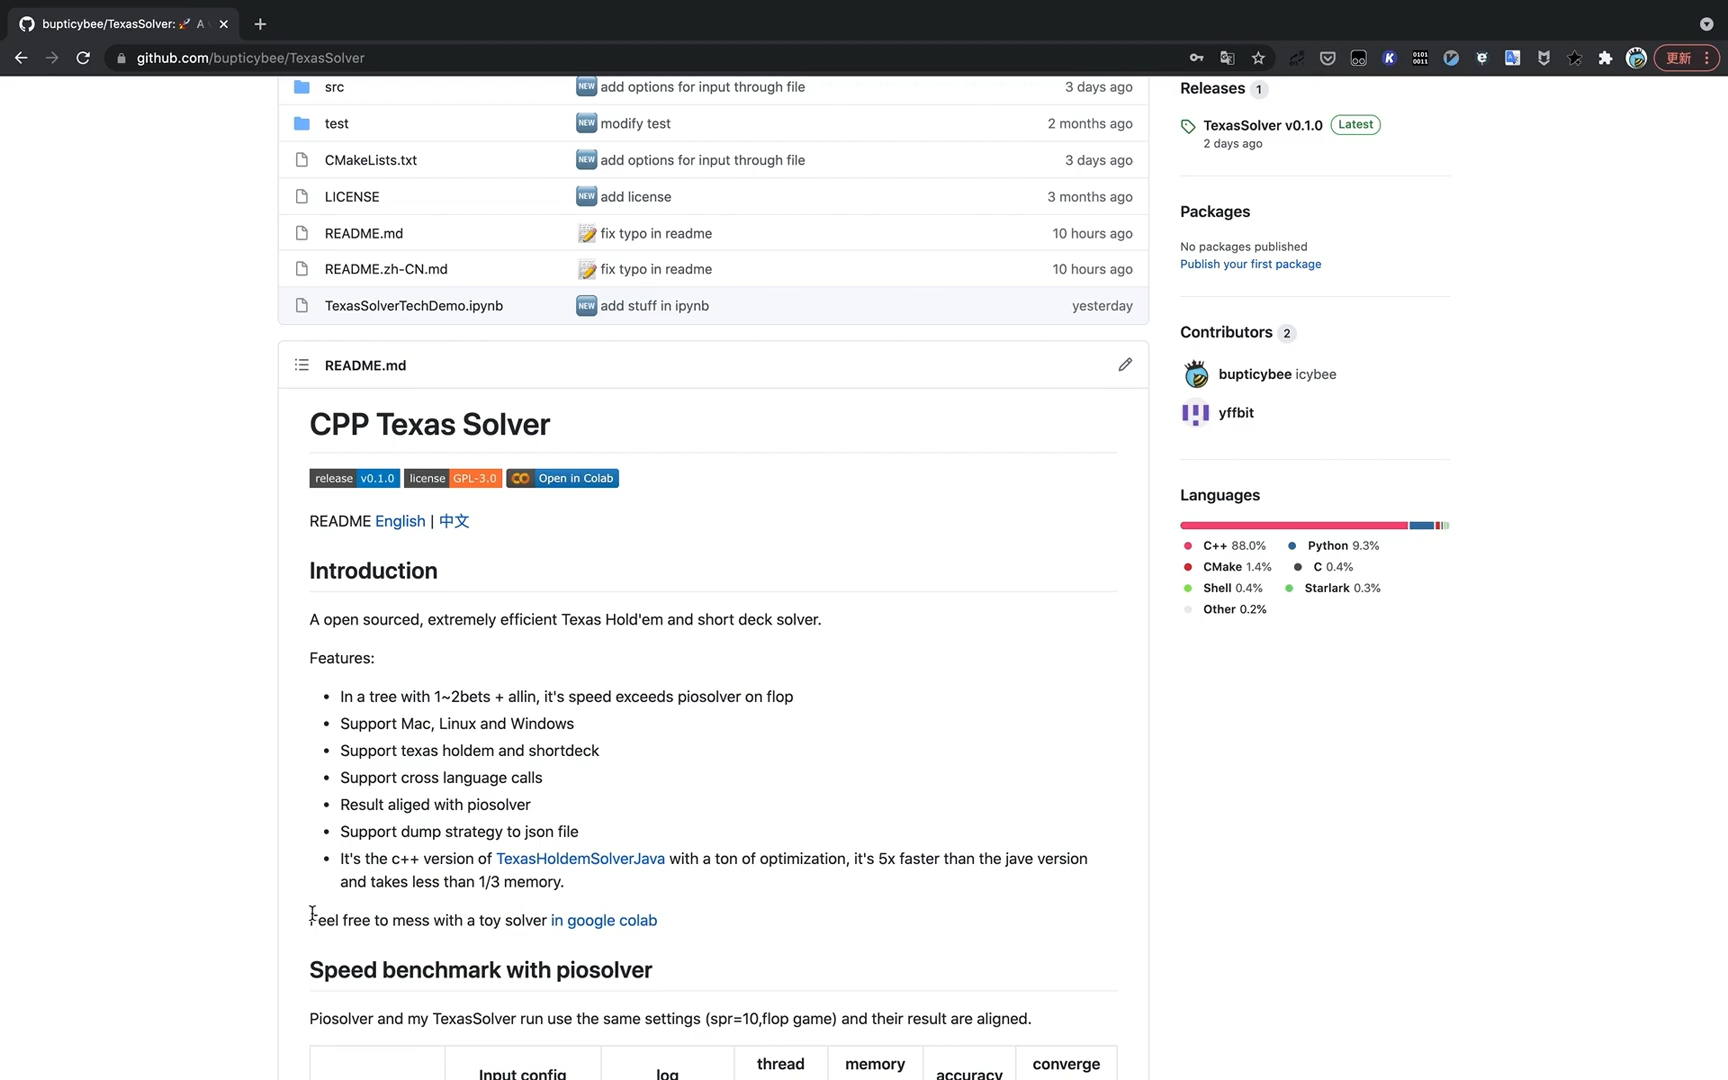 bupticybee/TexasSolver: 🚀 A
github.com/bupticybee/TexasSolver
更新
src
NEW add options for input through file
3 days ago
test
NEW modify test
2 months ago
CMakeLists.txt
NEW add options for input through file
3 days ago
LICENSE
NEW add license
3 months ago
README.md
fix typo in readme
10 hours ago
README.zh-CN.md
fix typo in readme
10 hours ago
TexasSolverTechDemo.ipynb
NEW add stuff in ipynb
yesterday
README.md
CPP Texas Solver
release v0.1.0 license GPL-3.0 Open in Colab
README English | 中文
Introduction
A open sourced, extremely efficient Texas Hold'em and short deck solver.
Features:
• In a tree with 1~2bets + allin, it's speed exceeds piosolver on flop
• Support Mac, Linux and Windows
• Support texas holdem and shortdeck
• Support cross language calls
• Result aliged with piosolver
• Support dump strategy to json file
• It's the c++ version of TexasHoldemSolverJava with a ton of optimization, it's 5x faster than the jave version
and takes less than 1/3 memory.
Feel free to mess with a toy solver in google colab
Speed benchmark with piosolver
Piosolver and my TexasSolver run use the same settings (spr=10,flop game) and their result are aligned.
Input config
log
thread
memory
accuracy
converge
Releases 1
TexasSolver v0.1.0 Latest
2 days ago
Packages
No packages published
Publish your first package
Contributors 2
bupticybee icybee
yffbit
Languages
C++ 88.0% Python 9.3%
CMake 1.4% C 0.4%
Shell 0.4% Starlark 0.3%
Other 0.2%